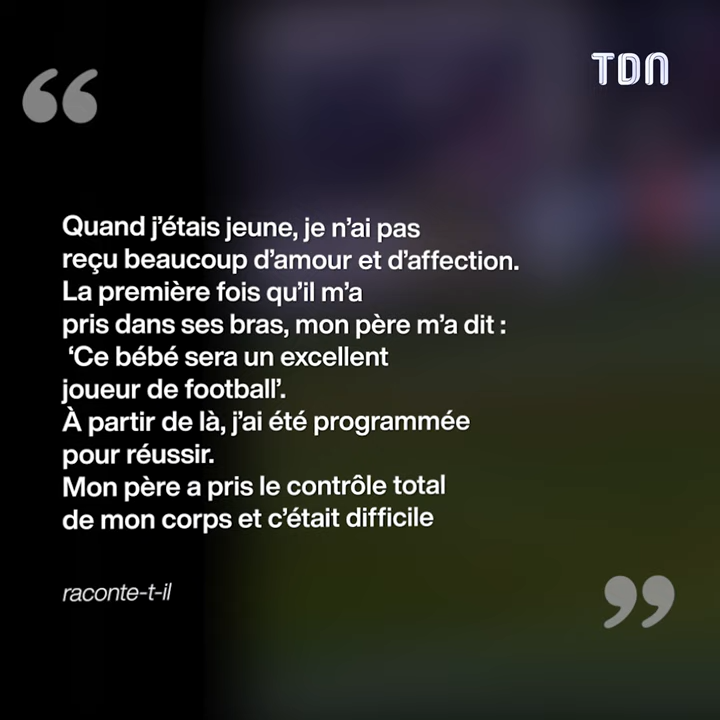 TDN
“
Quand j’étais jeune, je n’ai pas
reçu beaucoup d’amour et d’affection.
La première fois qu’il m’a
pris dans ses bras, mon père m’a dit :
‘Ce bébé sera un excellent
joueur de football’.
À partir de là, j’ai été programmée
pour réussir.
Mon père a pris le contrôle total
de mon corps et c’était difficile
raconte-t-il
”